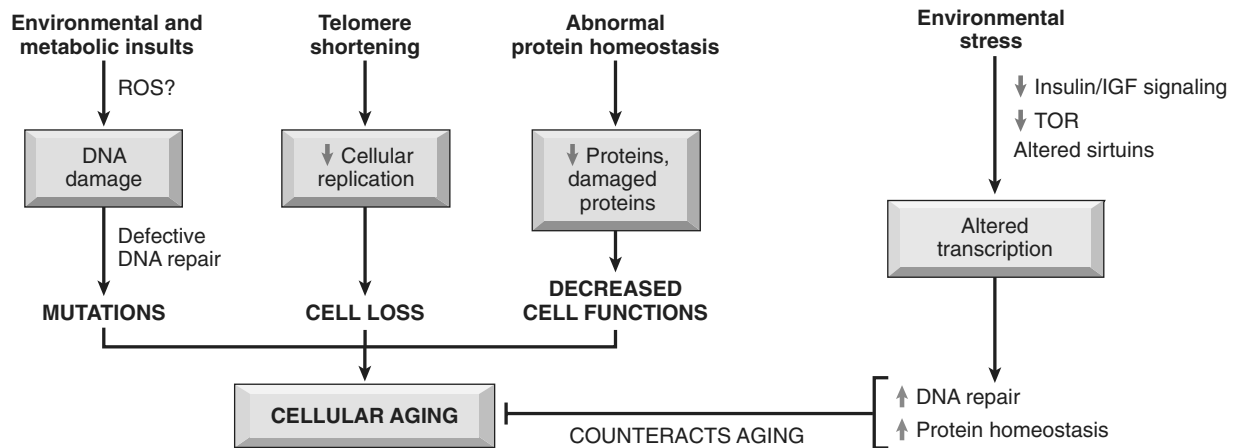 Environmental and
metabolic insults
ROS?
DNA
damage
Defective
DNA repair
MUTATIONS
Telomere
shortening
Cellular
replication
CELL LOSS
Abnormal
protein homeostasis
Proteins,
damaged
proteins
DECREASED
CELL FUNCTIONS
CELLULAR AGING
Environmental
stress
Insulin/IGF signaling
TOR
Altered sirtuins
Altered
transcription
DNA repair
Protein homeostasis
COUNTERACTS AGING